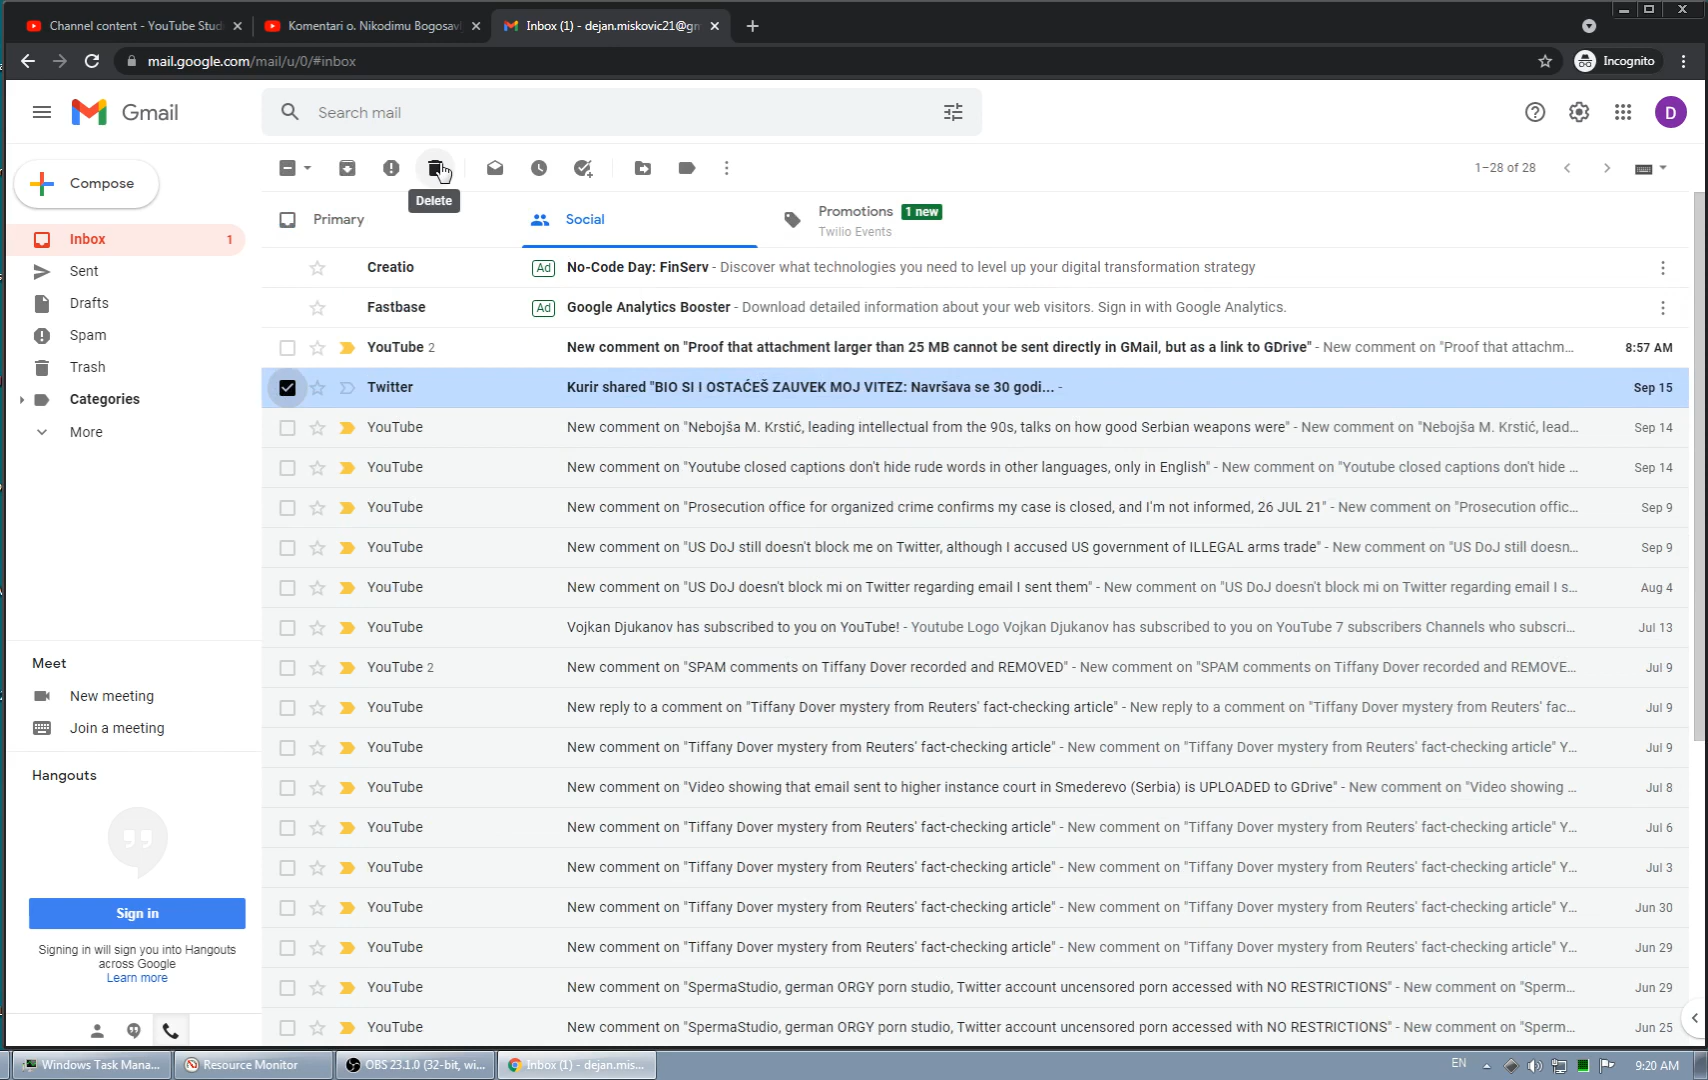 Channel content - YouTube Stud
Komentari o. Nikodimu Bogosavl
Inbox (1) - dejan.miskovic21@gm
mail.google.com/mail/u/0/#inbox
Incognito
Gmail
Search mail
D
Compose
1–28 of 28
Delete
Primary
Social
Promotions 1 new
Twilio Events
Inbox 1
Sent
Drafts
Spam
Trash
Categories
More
Creatio Ad No-Code Day: FinServ - Discover what technologies you need to level up your digital transformation strategy
Fastbase Ad Google Analytics Booster - Download detailed information about your web visitors. Sign in with Google Analytics.
YouTube 2 New comment on "Proof that attachment larger than 25 MB cannot be sent directly in GMail, but as a link to GDrive" - New comment on "Proof that attachm... 8:57 AM
Twitter Kurir shared "BIO SI I OSTAĆEŠ ZAUVEK MOJ VITEZ: Navršava se 30 godi... - Sep 15
YouTube New comment on "Nebojša M. Krstić, leading intellectual from the 90s, talks on how good Serbian weapons were" - New comment on "Nebojša M. Krstić, lead... Sep 14
YouTube New comment on "Youtube closed captions don't hide rude words in other languages, only in English" - New comment on "Youtube closed captions don't hide ... Sep 14
YouTube New comment on "Prosecution office for organized crime confirms my case is closed, and I'm not informed, 26 JUL 21" - New comment on "Prosecution offic... Sep 9
YouTube New comment on "US DoJ still doesn't block me on Twitter, although I accused US government of ILLEGAL arms trade" - New comment on "US DoJ still doesn... Sep 9
YouTube New comment on "US DoJ doesn't block mi on Twitter regarding email I sent them" - New comment on "US DoJ doesn't block mi on Twitter regarding email I s... Aug 4
YouTube Vojkan Djukanov has subscribed to you on YouTube! - Youtube Logo Vojkan Djukanov has subscribed to you on YouTube 7 subscribers Channels who subscri... Jul 13
YouTube 2 New comment on "SPAM comments on Tiffany Dover recorded and REMOVED" - New comment on "SPAM comments on Tiffany Dover recorded and REMOVE... Jul 9
YouTube New reply to a comment on "Tiffany Dover mystery from Reuters' fact-checking article" - New reply to a comment on "Tiffany Dover mystery from Reuters' fac... Jul 9
YouTube New comment on "Tiffany Dover mystery from Reuters' fact-checking article" - New comment on "Tiffany Dover mystery from Reuters' fact-checking article" Y... Jul 9
YouTube New comment on "Video showing that email sent to higher instance court in Smederevo (Serbia) is UPLOADED to GDrive" - New comment on "Video showing ... Jul 8
YouTube New comment on "Tiffany Dover mystery from Reuters' fact-checking article" - New comment on "Tiffany Dover mystery from Reuters' fact-checking article" Y... Jul 6
YouTube New comment on "Tiffany Dover mystery from Reuters' fact-checking article" - New comment on "Tiffany Dover mystery from Reuters' fact-checking article" Y... Jul 3
YouTube New comment on "Tiffany Dover mystery from Reuters' fact-checking article" - New comment on "Tiffany Dover mystery from Reuters' fact-checking article" Y... Jun 30
YouTube New comment on "Tiffany Dover mystery from Reuters' fact-checking article" - New comment on "Tiffany Dover mystery from Reuters' fact-checking article" Y... Jun 29
YouTube New comment on "SpermaStudio, german ORGY porn studio, Twitter account uncensored porn accessed with NO RESTRICTIONS" - New comment on "Sperm... Jun 29
YouTube New comment on "SpermaStudio, german ORGY porn studio, Twitter account uncensored porn accessed with NO RESTRICTIONS" - New comment on "Sperm... Jun 25
Meet
New meeting
Join a meeting
Hangouts
Sign in
Signing in will sign you into Hangouts
across Google
Learn more
Windows Task Mana...
Resource Monitor
OBS 23.1.0 (32-bit, wi...
Inbox (1) - dejan.mis...
EN
9:20 AM